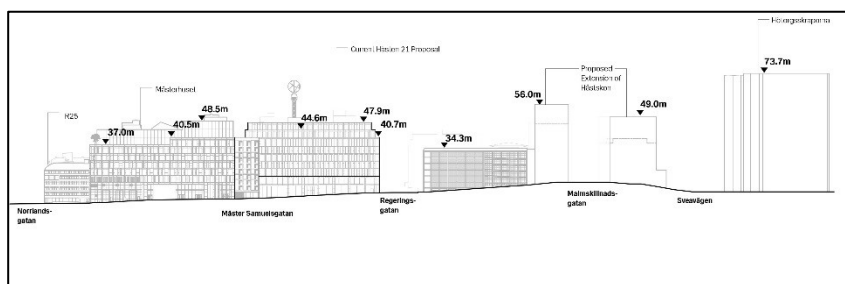 Hötorgsskraporna
Current Hästen 21 Proposal
73.7m
Mästerhuset
Proposed
Extension of
Hästskon
R25
48.5m
47.9m
56.0m
49.0m
37.0m
40.5m
44.6m
40.7m
34.3m
Norrlands-
gatan
Mäster Samuelsgatan
Regerings-
gatan
Malmskillnads-
gatan
Sveavägen